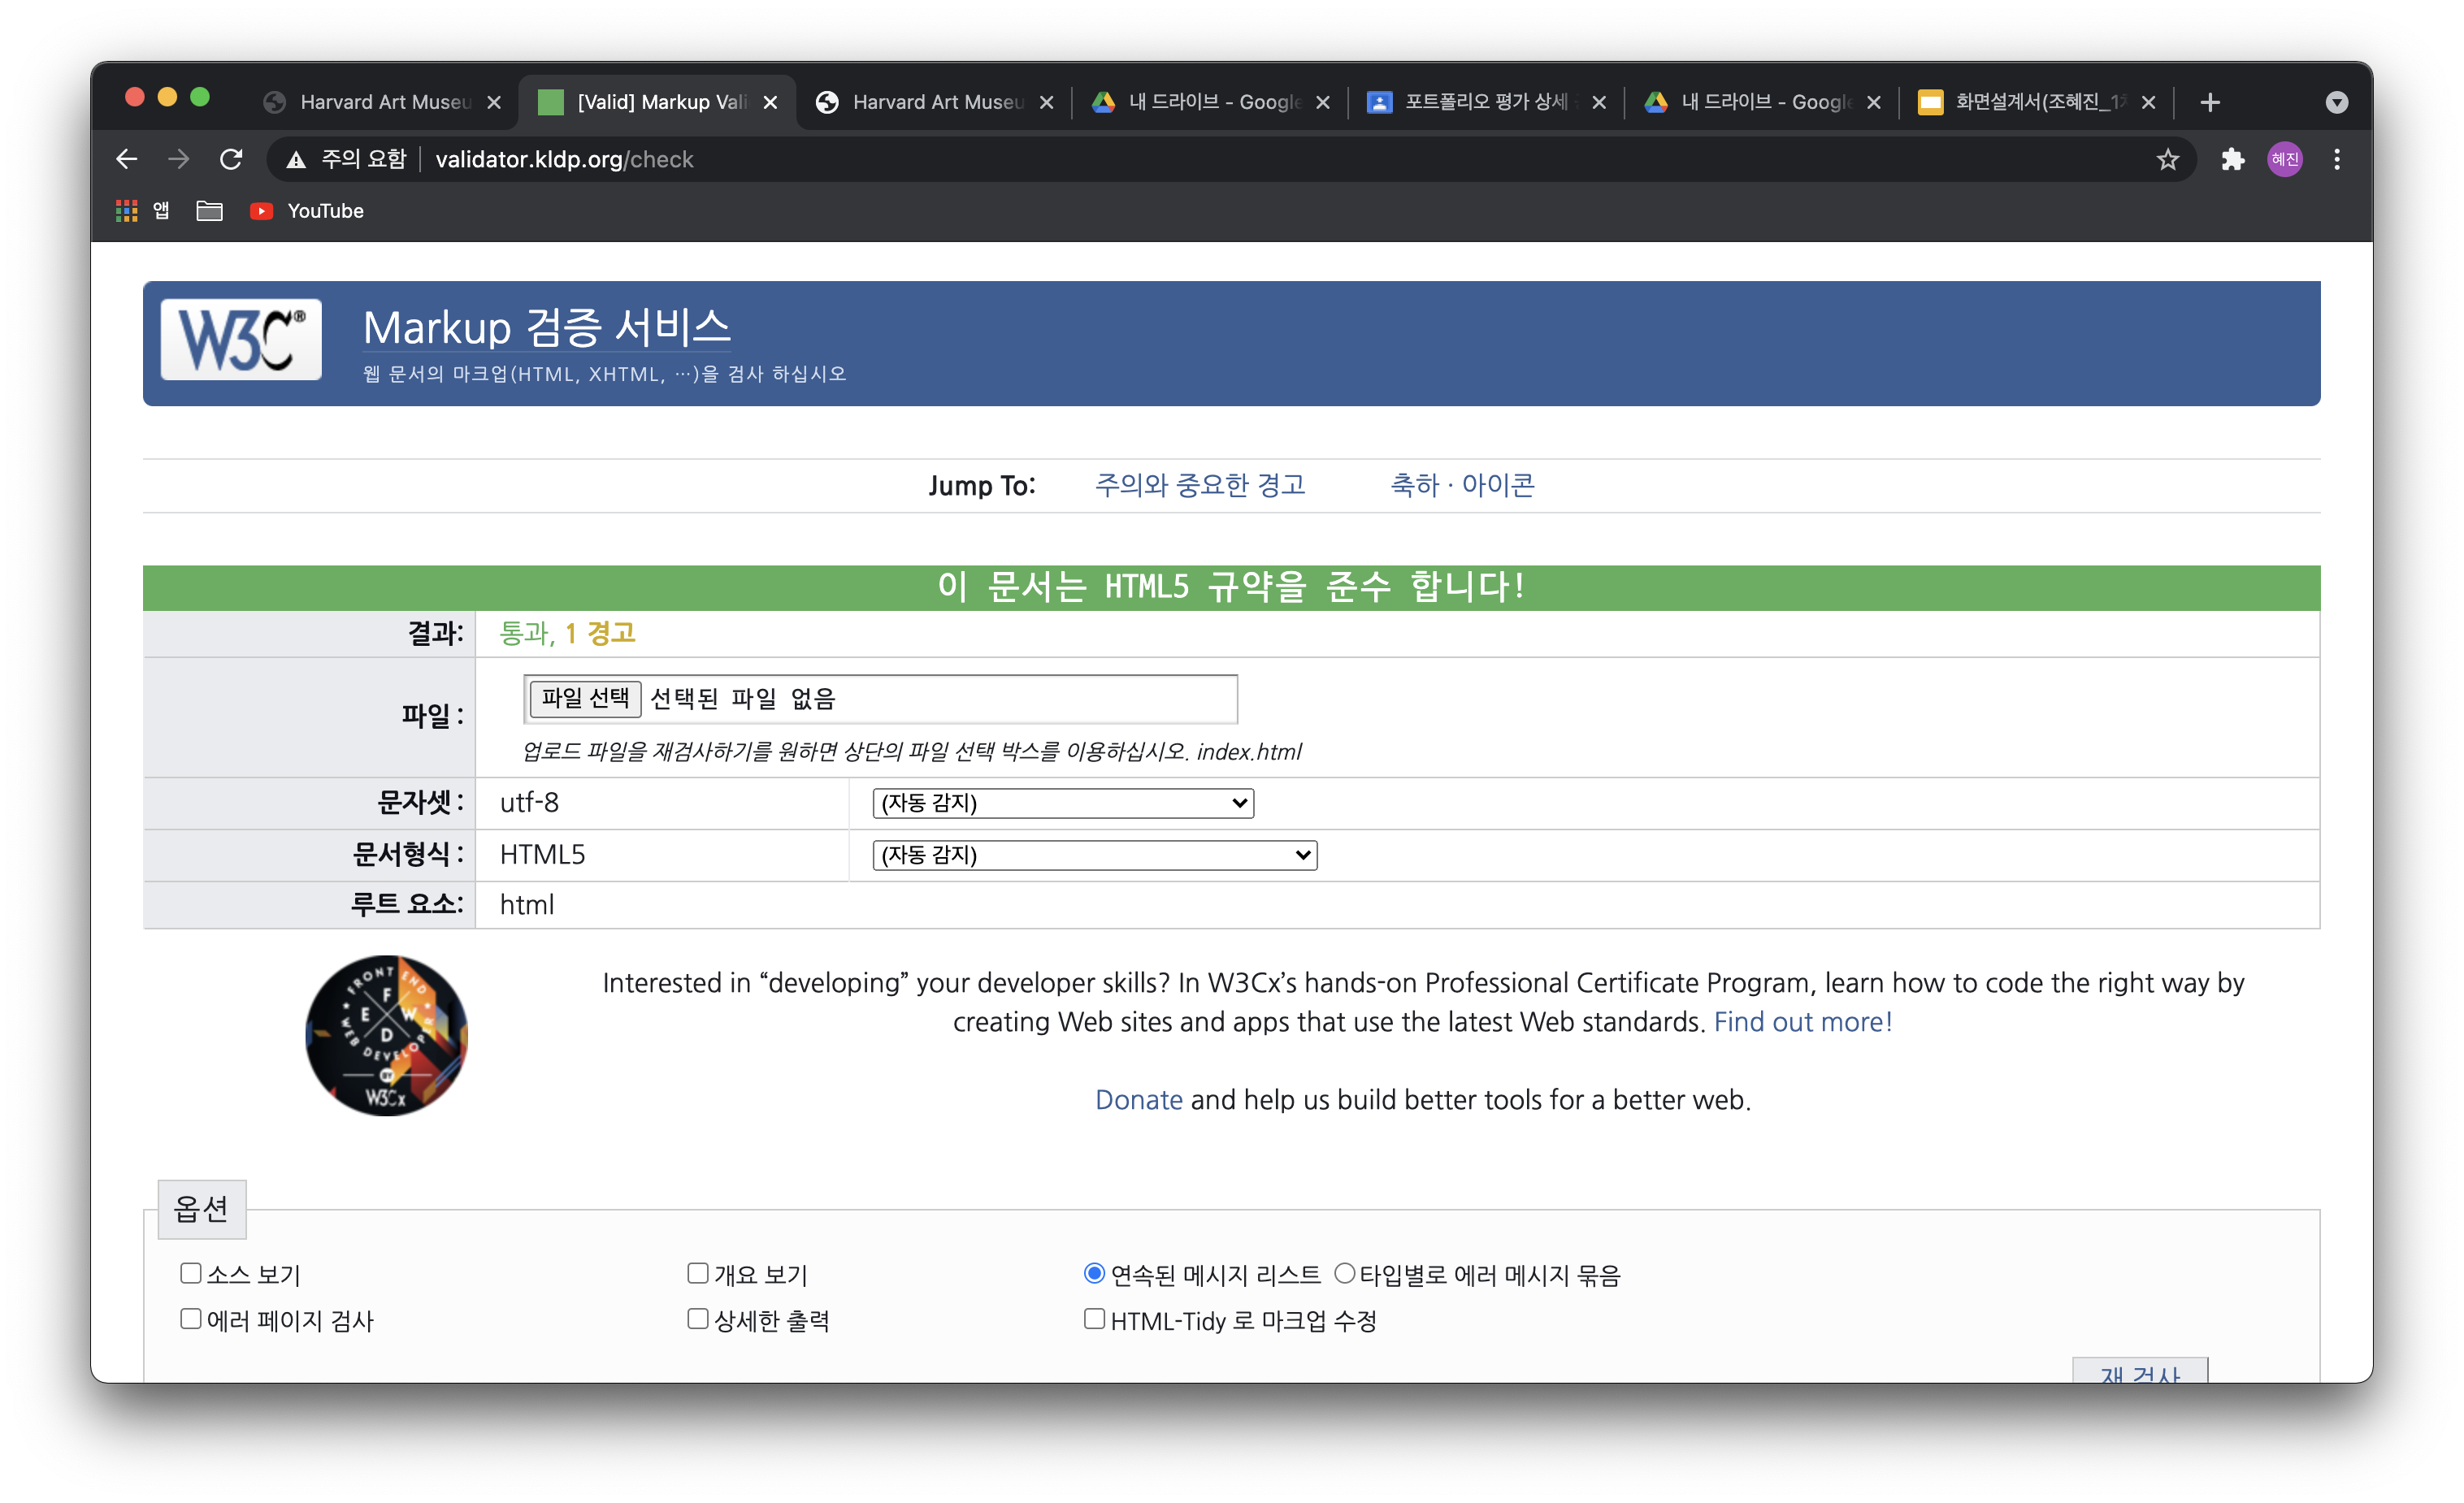 Harvard Art Museu
[Valid] Markup Vali
Harvard Art Museu
내 드라이브 - Google
포트폴리오 평가 상세
내 드라이브 - Google
화면설계서(조혜진_1차
주의 요함
validator.kldp.org/check
혜진
앱
YouTube
W3C®
Markup 검증 서비스
웹 문서의 마크업(HTML, XHTML, …)을 검사 하십시오
Jump To: 주의와 중요한 경고 축하 · 아이콘
이 문서는 HTML5 규약을 준수 합니다!
결과: 통과, 1 경고
파일 : 파일 선택 선택된 파일 없음
업로드 파일을 재검사하기를 원하면 상단의 파일 선택 박스를 이용하십시오. index.html
문자셋 : utf-8 (자동 감지)
문서형식 : HTML5 (자동 감지)
루트 요소: html
FRONT END
F
E W
D
WEB DEVELOPER
BY
W3Cx
Interested in “developing” your developer skills? In W3Cx’s hands-on Professional Certificate Program, learn how to code the right way by
creating Web sites and apps that use the latest Web standards. Find out more!
Donate and help us build better tools for a better web.
옵션
소스 보기 개요 보기 연속된 메시지 리스트 타입별로 에러 메시지 묶음
에러 페이지 검사 상세한 출력 HTML-Tidy 로 마크업 수정
재 검사